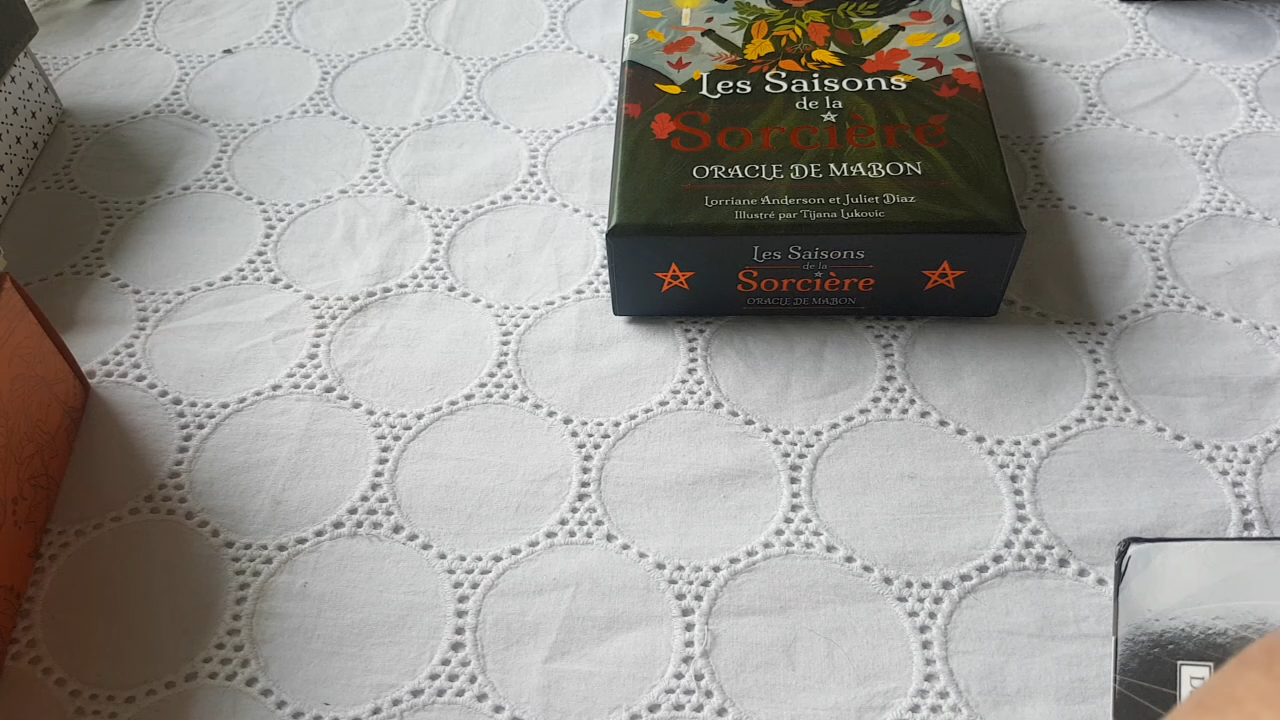 Les Saisons
de la
Sorcière
ORACLE DE MABON
Lorriane Anderson et Juliet Diaz
Illustré par Tijana Lukovic
Les Saisons
de la
Sorcière
ORACLE DE MABON